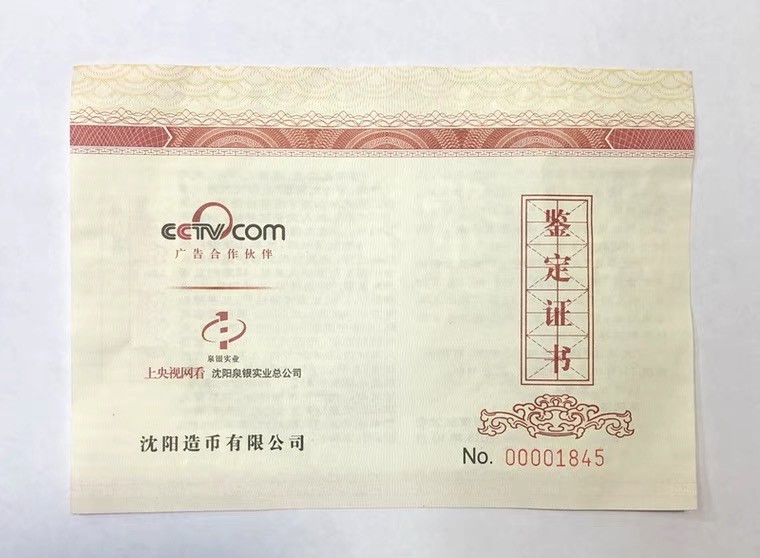 CCTV.com
广告合作伙伴
泉银实业
上央视网看 沈阳泉银实业总公司
沈阳造币有限公司
鉴定证书
No. 00001845